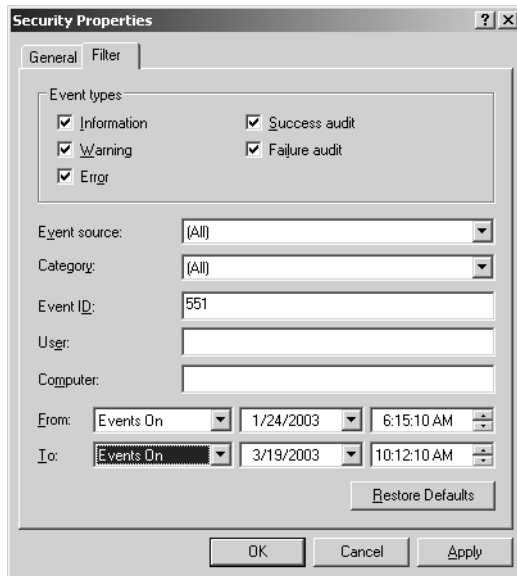 Security Properties
General Filter
Event types
Information Success audit
Warning Failure audit
Error
Event source: (All)
Category: (All)
Event ID: 551
User:
Computer:
From: Events On 1/24/2003 6:15:10 AM
To: Events On 3/19/2003 10:12:10 AM
Restore Defaults
OK Cancel Apply